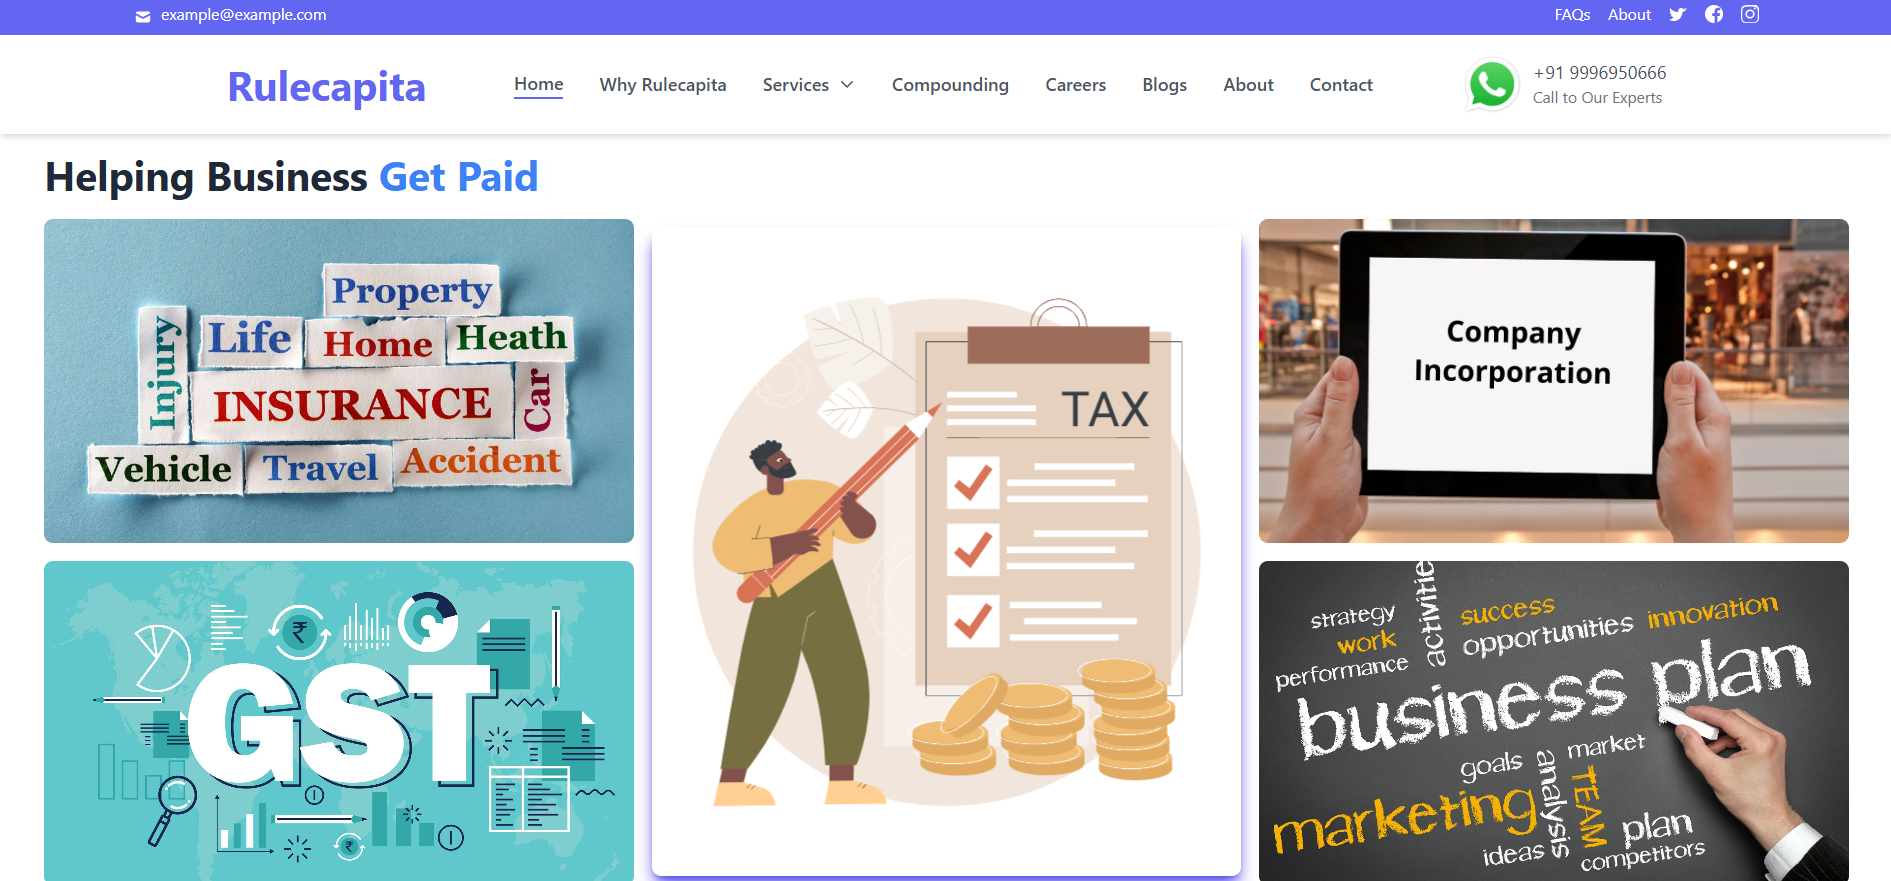 example@example.com
FAQs About
Rulecapita
Home Why Rulecapita Services Compounding Careers Blogs About Contact
+91 9996950666
Call to Our Experts
Helping Business Get Paid
Property
Injury
Life
Home
Heath
INSURANCE
Car
Vehicle
Travel
Accident
TAX
Company
Incorporation
₹
GST
₹
strategy
activitie
success
innovation
work
opportunities
performance
business plan
goals
analysis
market
marketing
TEAM
plan
ideas
competitors